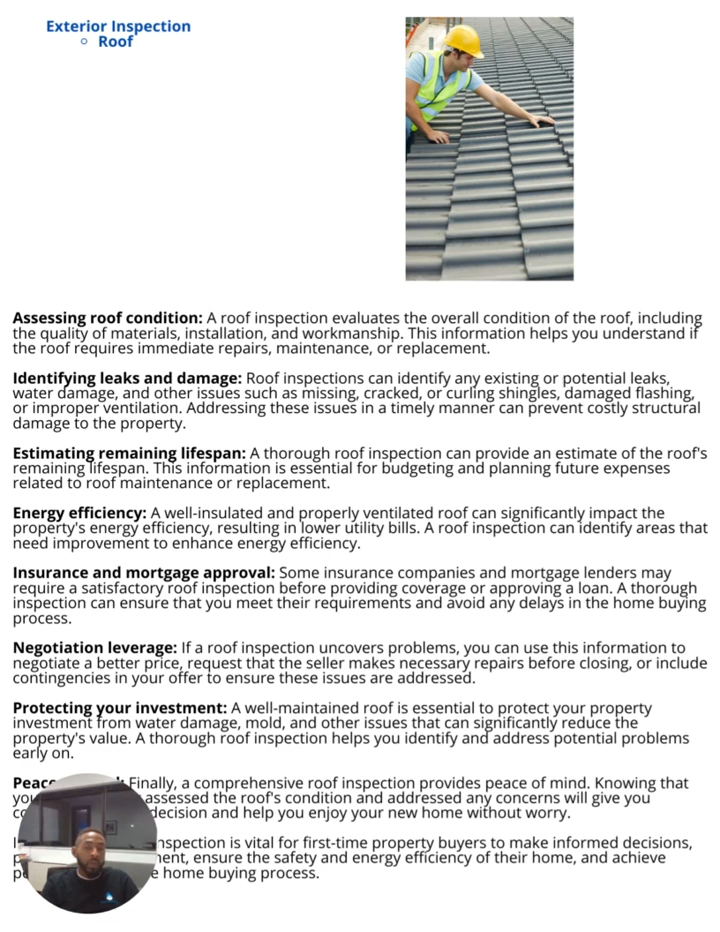 Exterior Inspection
Roof
Assessing roof condition: A roof inspection evaluates the overall condition of the roof, including
the quality of materials, installation, and workmanship. This information helps you understand if
the roof requires immediate repairs, maintenance, or replacement.
Identifying leaks and damage: Roof inspections can identify any existing or potential leaks,
water damage, and other issues such as missing, cracked, or curling shingles, damaged flashing,
or improper ventilation. Addressing these issues in a timely manner can prevent costly structural
damage to the property.
Estimating remaining lifespan: A thorough roof inspection can provide an estimate of the roof's
remaining lifespan. This information is essential for budgeting and planning future expenses
related to roof maintenance or replacement.
Energy efficiency: A well-insulated and properly ventilated roof can significantly impact the
property's energy efficiency, resulting in lower utility bills. A roof inspection can identify areas that
need improvement to enhance energy efficiency.
Insurance and mortgage approval: Some insurance companies and mortgage lenders may
require a satisfactory roof inspection before providing coverage or approving a loan. A thorough
inspection can ensure that you meet their requirements and avoid any delays in the home buying
process.
Negotiation leverage: If a roof inspection uncovers problems, you can use this information to
negotiate a better price, request that the seller makes necessary repairs before closing, or include
contingencies in your offer to ensure these issues are addressed.
Protecting your investment: A well-maintained roof is essential to protect your property
investment from water damage, mold, and other issues that can significantly reduce the
property's value. A thorough roof inspection helps you identify and address potential problems
early on.
Finally, a comprehensive roof inspection provides peace of mind. Knowing that
assessed the roof's condition and addressed any concerns will give you
decision and help you enjoy your new home without worry.
inspection is vital for first-time property buyers to make informed decisions,
ensure the safety and energy efficiency of their home, and achieve
home buying process.